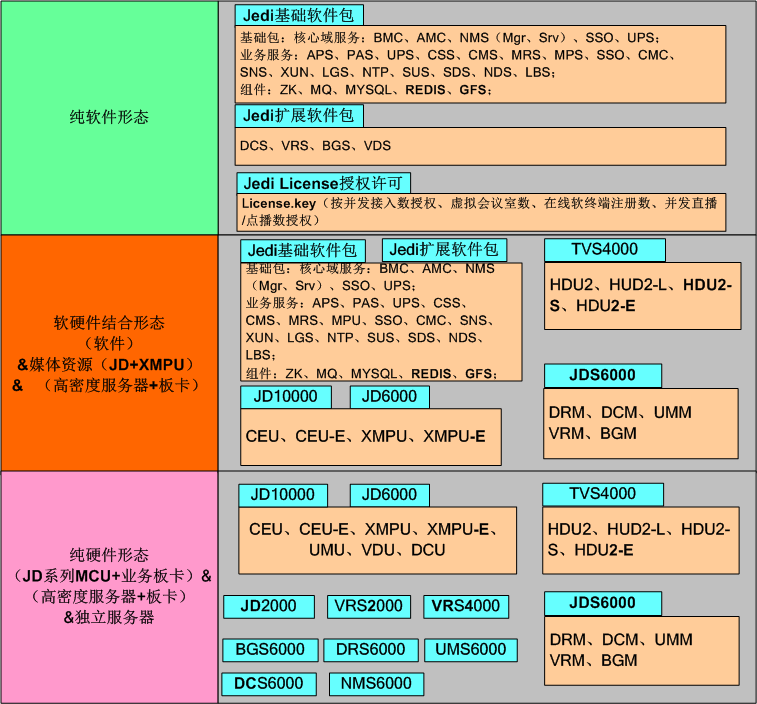 纯软件形态
Jedi基础软件包
基础包：核心域服务：BMC、AMC、NMS（Mgr、Srv）、SSO、UPS；
业务服务：APS、PAS、UPS、CSS、CMS、MRS、MPS、SSO、CMC、
SNS、XUN、LGS、NTP、SUS、SDS、NDS、LBS；
组件：ZK、MQ、MYSQL、REDIS、GFS；
Jedi扩展软件包
DCS、VRS、BGS、VDS
Jedi License授权许可
License.key（按并发接入数授权、虚拟会议室数、在线软终端注册数、并发直播
/点播数授权）
软硬件结合形态
（软件）
&媒体资源（JD+XMPU）
& （高密度服务器+板卡）
Jedi基础软件包
Jedi扩展软件包
基础包：核心域服务：BMC、AMC、NMS
（Mgr、Srv）、SSO、UPS；
业务服务：APS、PAS、UPS、CSS、
CMS、MRS、MPU、SSO、CMC、SNS、
XUN、LGS、NTP、SUS、SDS、NDS、
LBS；
组件：ZK、MQ、MYSQL、REDIS、GFS；
TVS4000
HDU2、HUD2-L、HDU2-
S、HDU2-E
JD10000
JD6000
CEU、CEU-E、XMPU、XMPU-E
JDS6000
DRM、DCM、UMM
VRM、BGM
纯硬件形态
（JD系列MCU+业务板卡）&
（高密度服务器+板卡）
&独立服务器
JD10000
JD6000
CEU、CEU-E、XMPU、XMPU-E、
UMU、VDU、DCU
TVS4000
HDU2、HUD2-L、HDU2-
S、HDU2-E
JD2000
VRS2000
VRS4000
BGS6000
DRS6000
UMS6000
DCS6000
NMS6000
JDS6000
DRM、DCM、UMM
VRM、BGM